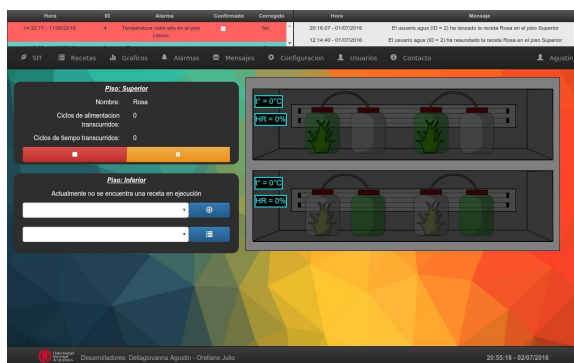 Hora ID Alarma Confirmado Corregido Hora Mensaje
14:32:17 - 11/06/2016 4 Temperatura valor alto en el piso inferior No
20:16:07 - 01/07/2016 El usuario agus (ID = 2) ha lanzado la receta Rosa en el piso Superior
12:14:40 - 01/07/2016 El usuario agus (ID = 2) ha reanudado la receta Rosa en el piso Superior
SIT Recetas Graficos Alarmas Mensajes Configuracion Usuarios Contacto Agustin
Piso: Superior
Nombre: Rosa
Ciclos de alimentacion transcurridos: 0
Ciclos de tiempo transcurridos: 0
t° = 0°C
HR = 0%
Piso: Inferior
Actualmente no se encuentra una receta en ejecución
t° = 0°C
HR = 0%
Universidad Nacional de Quilmes
Desarrolladores: Dellagiovanna Agustin - Orellano Julio
20:55:18 - 02/07/2016